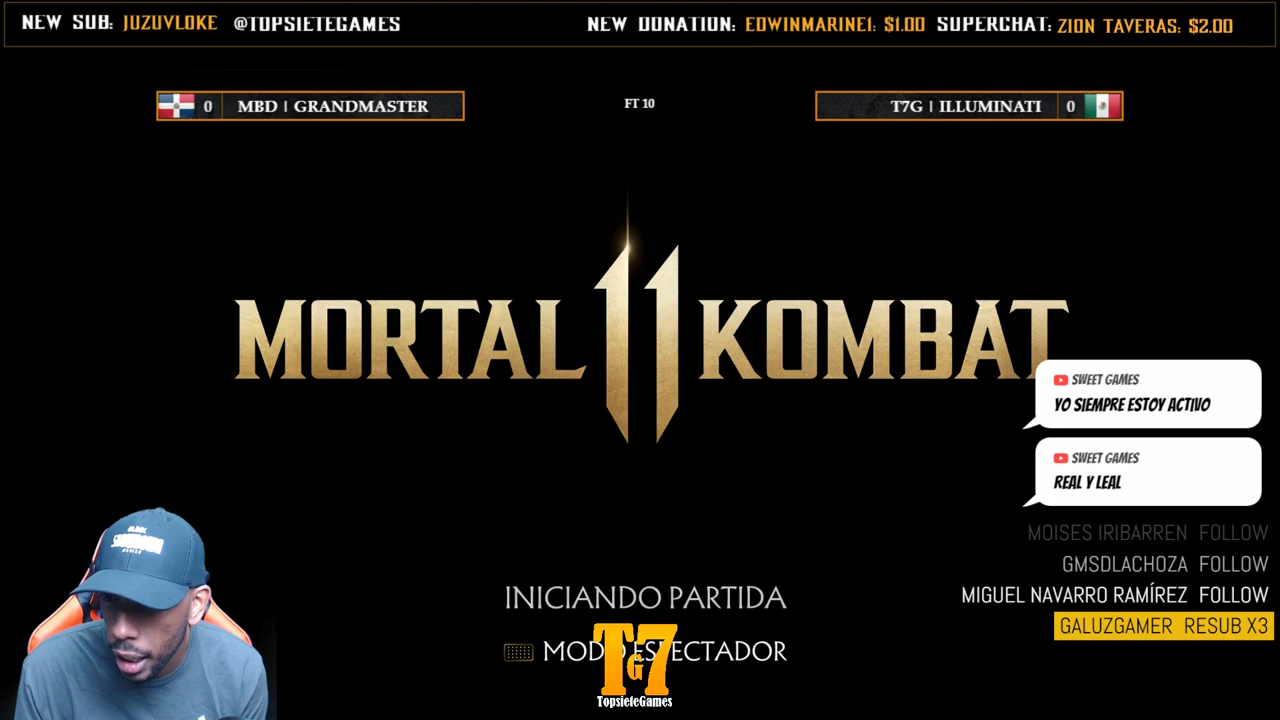 NEW SUB: JUZUVLOKE @TOPSIETEGAMES NEW DONATION: EDWINMARINE1: $1.00 SUPERCHAT: ZION TAVERAS: $2.00
0 MBD | GRANDMASTER FT 10 T7G | ILLUMINATI 0
MORTAL 11 KOMBAT
SWEET GAMES
YO SIEMPRE ESTOY ACTIVO
SWEET GAMES
REAL Y LEAL
MOISES IRIBARREN FOLLOW
GMSDLACHOZA FOLLOW
MIGUEL NAVARRO RAMÍREZ FOLLOW
GALUZGAMER RESUB X3
INICIANDO PARTIDA
MODO ESPECTADOR
T7G
TopsieteGames